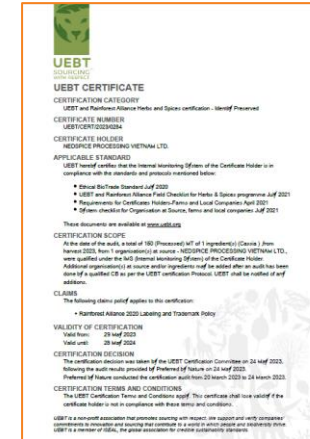 UEBT
SOURCING
WITH RESPECT
UEBT CERTIFICATE
CERTIFICATION CATEGORY
UEBT and Rainforest Alliance Herbs and Spices certification - Identity Preserved
CERTIFICATE NUMBER
UEBT/CERT/2023/0284
CERTIFICATE HOLDER
NEDSPICE PROCESSING VIETNAM LTD.
APPLICABLE STANDARD
UEBT hereby certifies that the Internal Monitoring System of the Certificate Holder is in
compliance with the standards and protocols mentioned below:
• Ethical BioTrade Standard July 2020
• UEBT and Rainforest Alliance Field Checklist for Herbs & Spices programme July 2021
• Requirements for Certificate Holders-Farms and Local Companies April 2021
• System checklist for Organisation at Source, farms and local companies July 2021
These documents are available at www.uebt.org
CERTIFICATION SCOPE
At the date of the audit, a total of 160 (Processed) MT of 1 ingredient(s) (Cassia ) ,from
harvest 2023, from 1 organisation(s) at source - NEDSPICE PROCESSING VIETNAM LTD.,
were qualified under the IMS (Internal Monitoring System) of the Certificate Holder.
Additional organisation(s) at source and/or ingredients may be added after an audit has been
done by a qualified CB as per the UEBT certification Protocol. UEBT shall be notified of any
additions.
CLAIMS
The following claims policy applies to this certification:
• Rainforest Alliance 2020 Labeling and Trademark Policy
VALIDITY OF CERTIFICATION
Valid from: 29 May 2023
Valid until: 28 May 2024
CERTIFICATION DECISION
The certification decision was taken by the UEBT Certification Committee on 24 May 2023,
following the audit results provided by Preferred by Nature on 24 May 2023.
Preferred by Nature conducted the certification audit from 20 March 2023 to 24 March 2023.
CERTIFICATION TERMS AND CONDITIONS
The UEBT Certification Terms and Conditions apply. This certificate shall lose validity if the
certificate holder is not in compliance with these terms and conditions.
UEBT is a non-profit association that promotes sourcing with respect. We support and verify companies'
commitments to innovation and sourcing that contribute to a world in which people and biodiversity thrive.
UEBT is a member of ISEAL, the global association for credible sustainability standards.